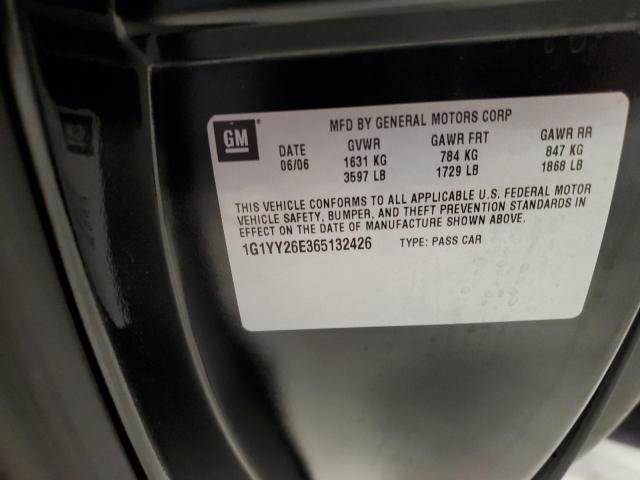 MFD BY GENERAL MOTORS CORP
GM
DATE GVWR GAWR FRT GAWR RR
06/06 1631 KG 784 KG 847 KG
3597 LB 1729 LB 1868 LB
THIS VEHICLE CONFORMS TO ALL APPLICABLE U.S. FEDERAL MOTOR
VEHICLE SAFETY, BUMPER, AND THEFT PREVENTION STANDARDS IN
EFFECT ON THE DATE OF MANUFACTURE SHOWN ABOVE.
1G1YY26E365132426 TYPE: PASS CAR